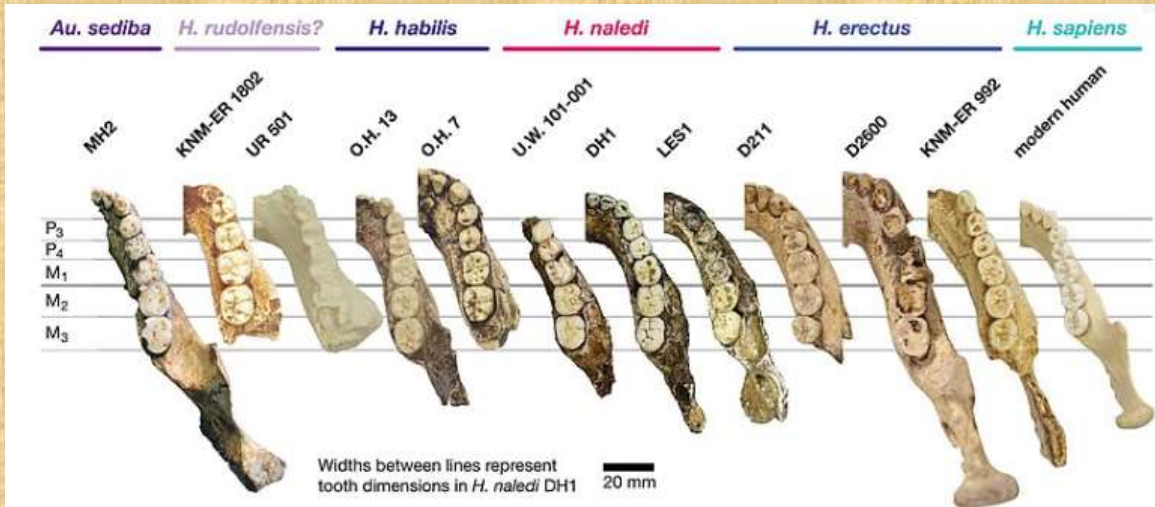 Au. sediba H. rudolfensis? H. habilis H. naledi H. erectus H. sapiens
MH2 KNM-ER 1802 UR 501 O.H. 13 O.H. 7 U.W. 101-001 DH1 LES1 D211 D2600 KNM-ER 992 modern human
P3
P4
M1
M2
M3
Widths between lines represent
tooth dimensions in H. naledi DH1
20 mm